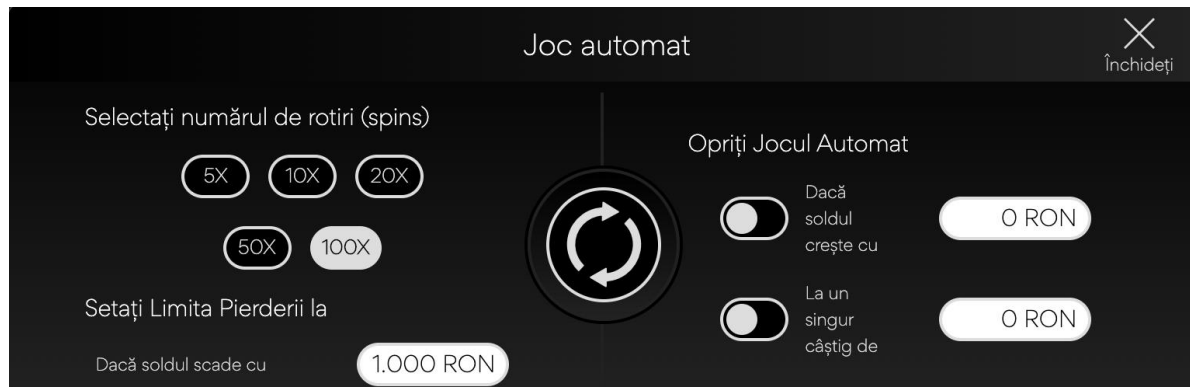 Joc automat
Închideți
Selectați numărul de rotiri (spins)
5X 10X 20X
50X 100X
Setați Limita Pierderii la
Dacă soldul scade cu 1.000 RON
Opriți Jocul Automat
Dacă
soldul
crește cu
0 RON
La un
singur
câștig de
0 RON